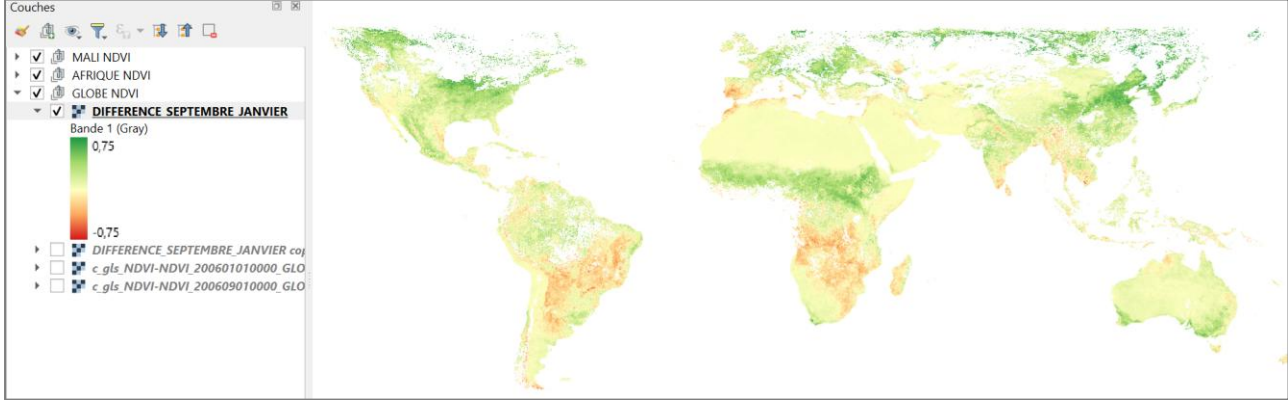 Couches
MALI NDVI
AFRIQUE NDVI
GLOBE NDVI
DIFFERENCE SEPTEMBRE JANVIER
Bande 1 (Gray)
0,75
-0,75
DIFFERENCE_SEPTEMBRE_JANVIER cop
c_gls_NDVI-NDVI_200601010000_GLO
c_gls_NDVI-NDVI_200609010000_GLO